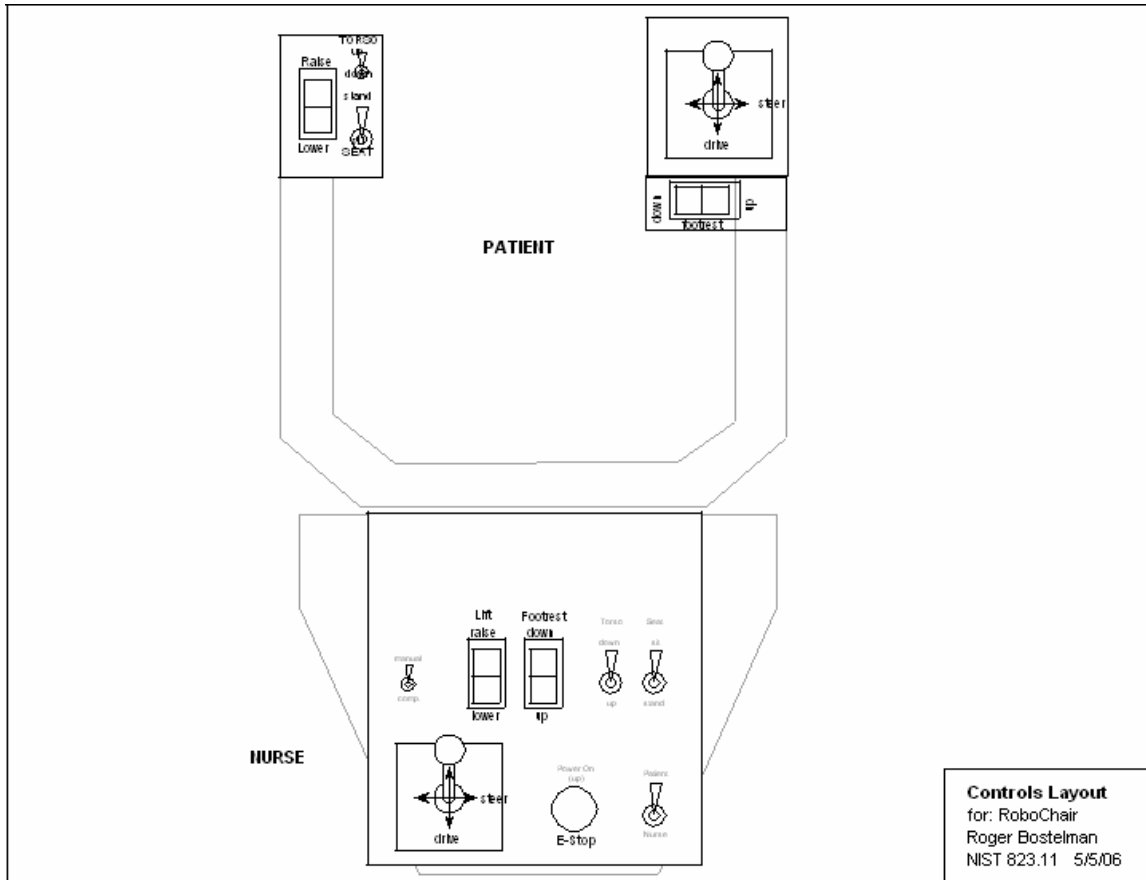 TORSO
up
down
Raise
stand
Lower
SEAT
steer
drive
down
up
footrest
PATIENT
Lift
raise
lower
Footrest
down
up
Torso
down
up
Seat
sit
stand
manual
comp.
NURSE
steer
drive
Power On
(up)
E-Stop
Patient
Nurse
Controls Layout
for: RoboChair
Roger Bostelman
NIST 823.11 5/5/06